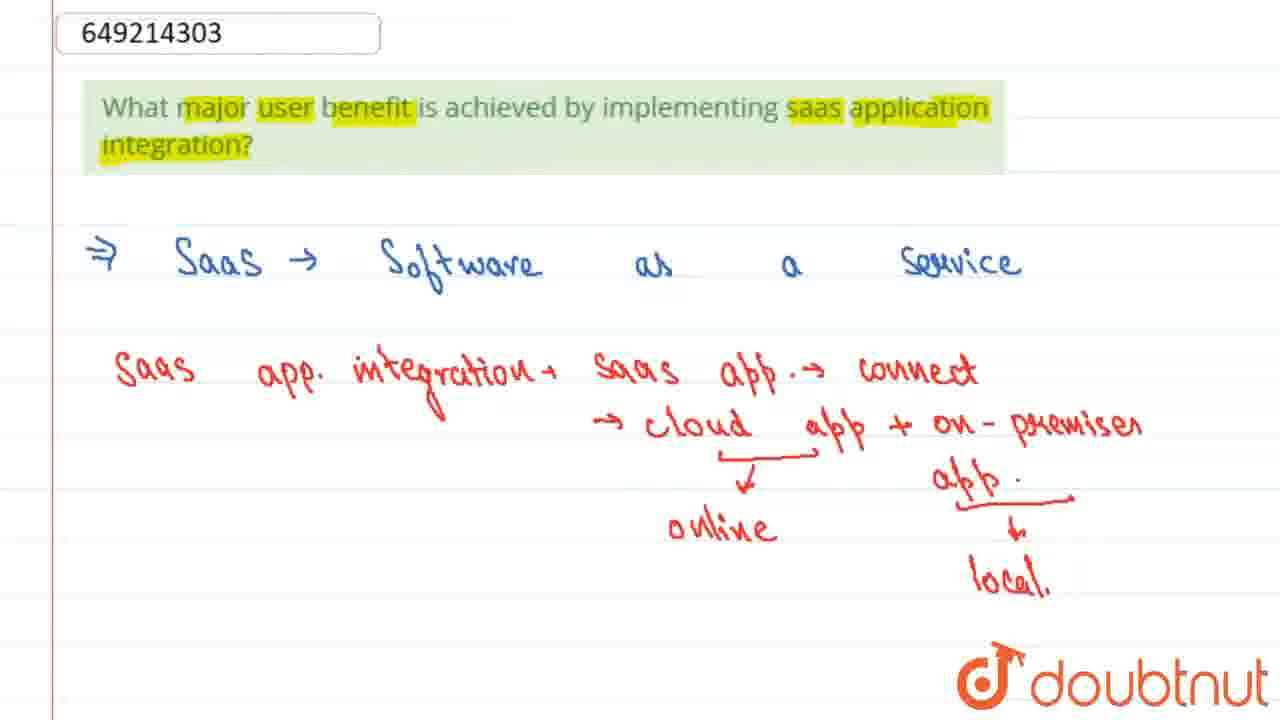 649214303
What major user benefit is achieved by implementing saas application
integration?
⇒ SaaS → Software as a service
Saas app. integration → saas app. → connect
→ cloud app + on-premises
app.
online
local.
doubtnut